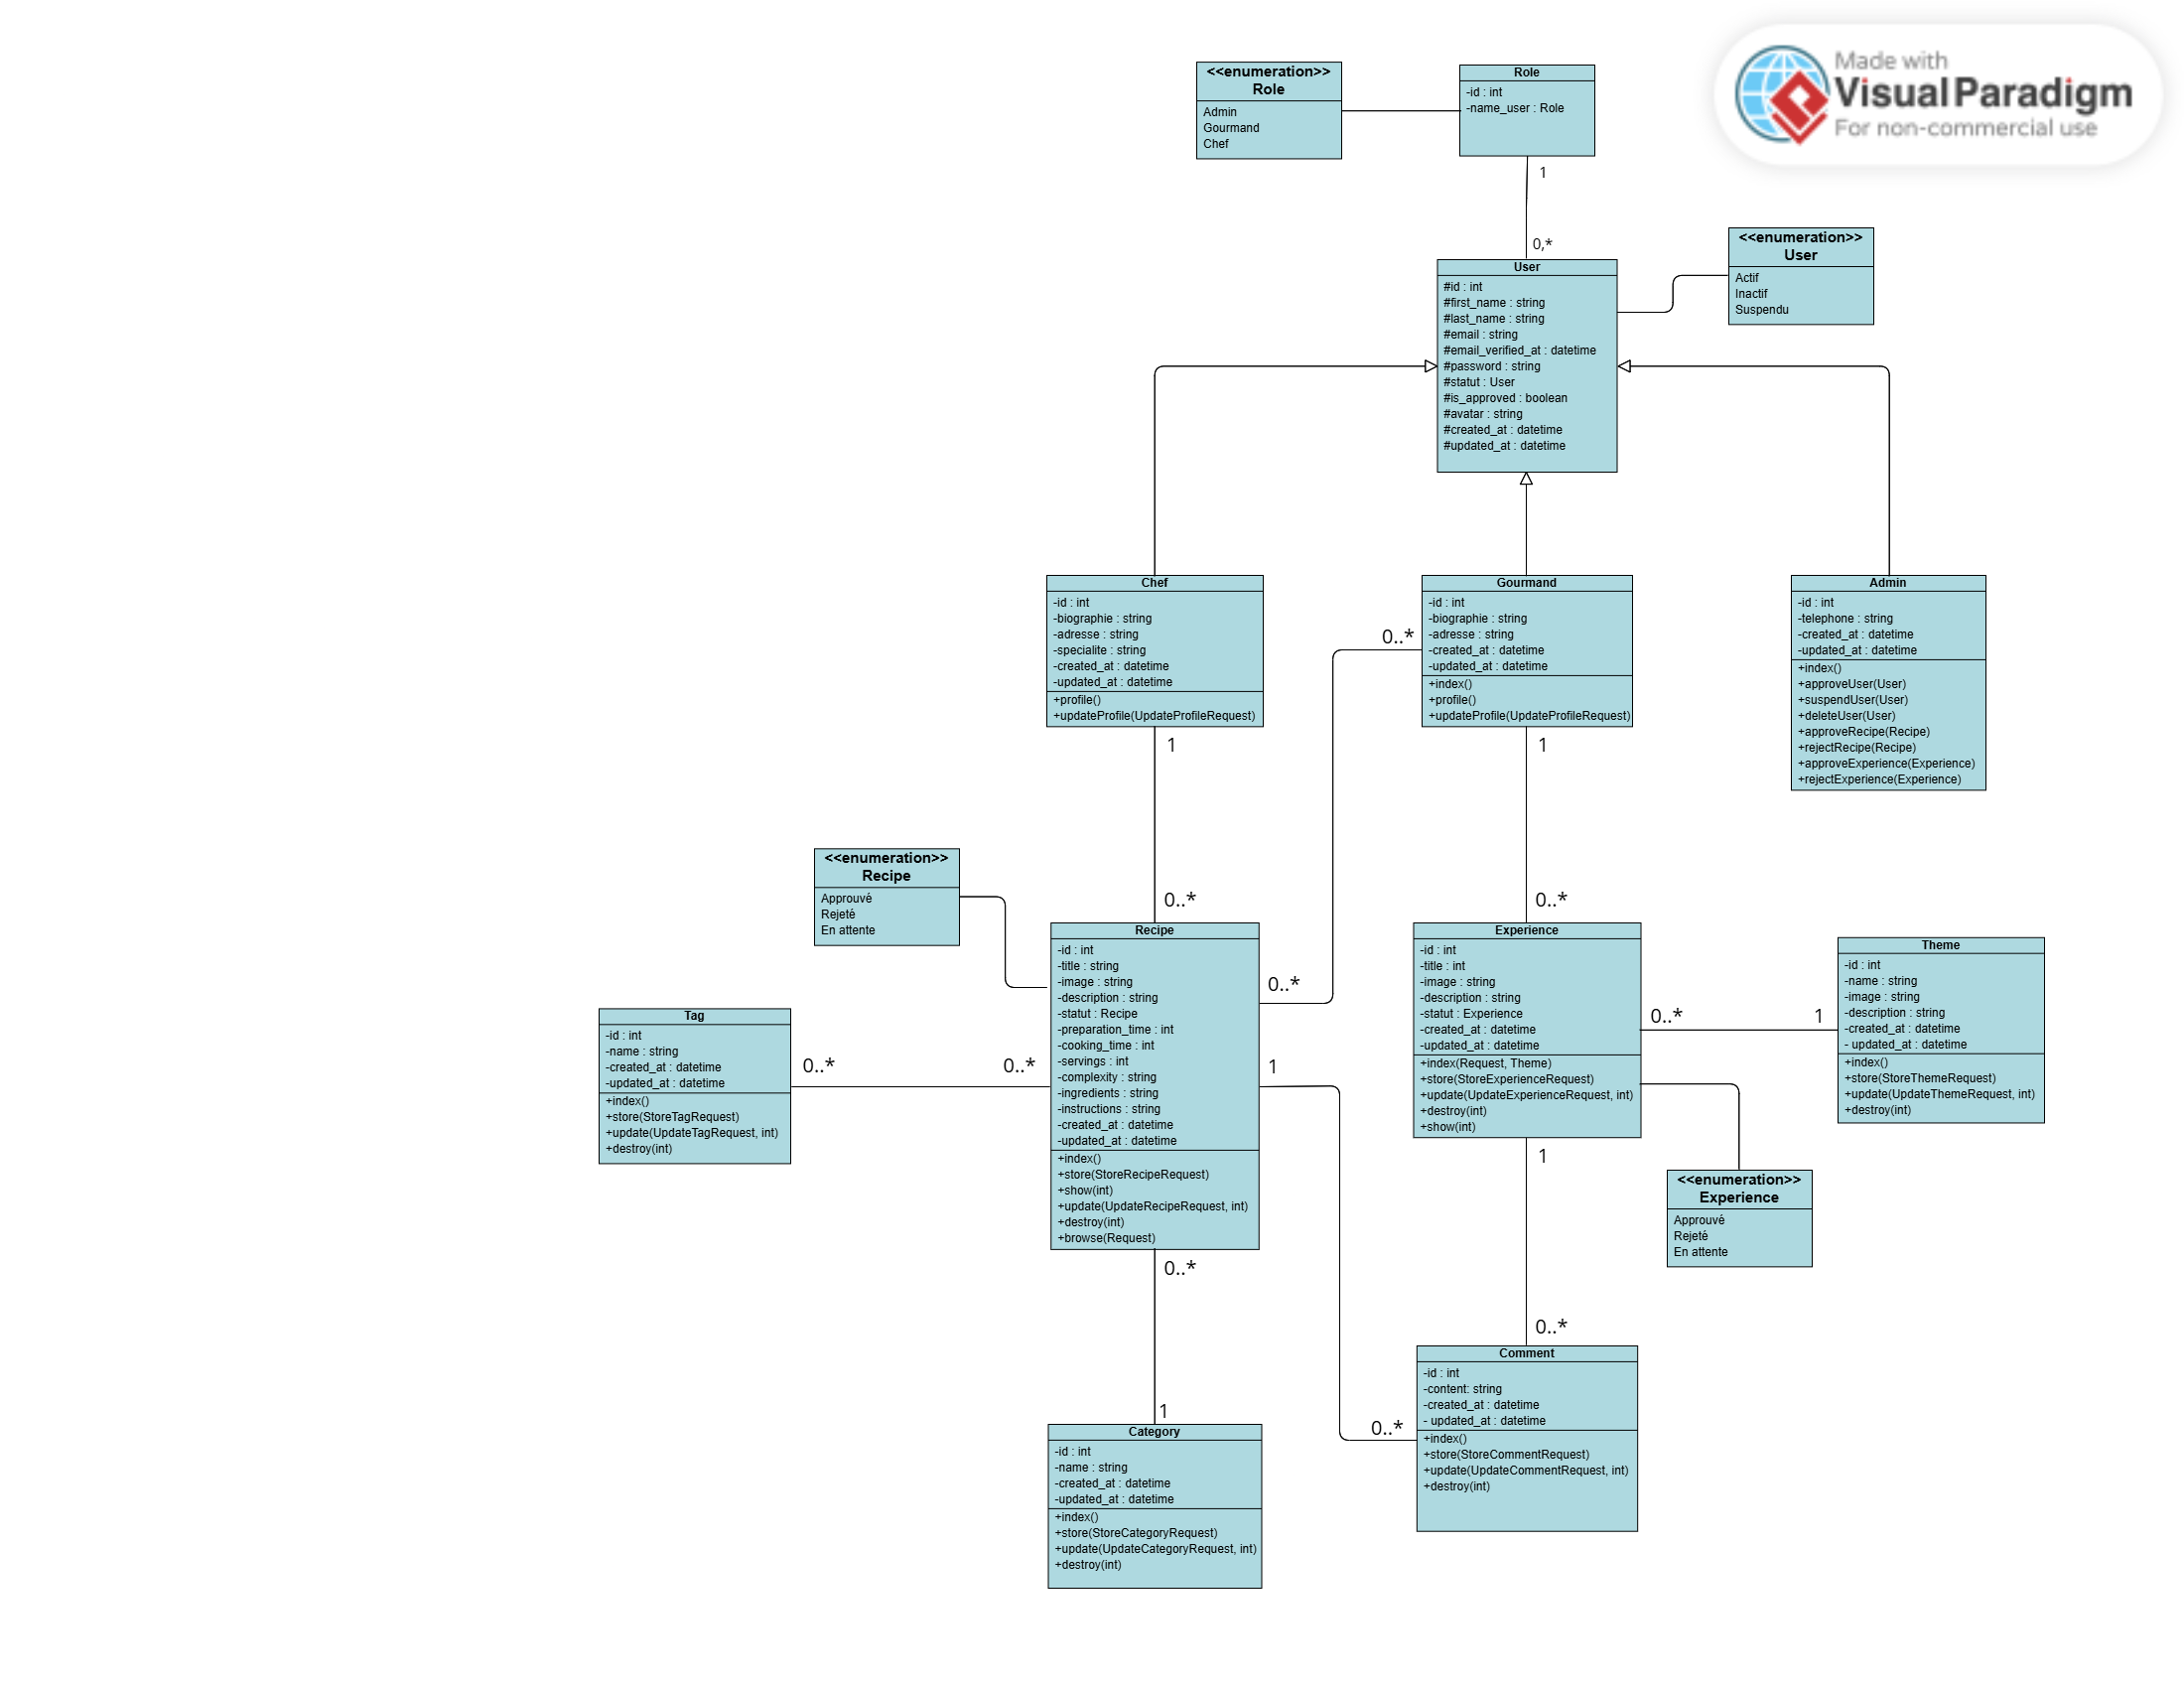 Made with
Visual Paradigm
For non-commercial use
<<enumeration>>
Role
Admin
Gourmand
Chef
Role
-id : int
-name_user : Role
1
0,*
<<enumeration>>
User
Actif
Inactif
Suspendu
User
#id : int
#first_name : string
#last_name : string
#email : string
#email_verified_at : datetime
#password : string
#statut : User
#is_approved : boolean
#avatar : string
#created_at : datetime
#updated_at : datetime
Chef
-id : int
-biographie : string
-adresse : string
-specialite : string
-created_at : datetime
-updated_at : datetime
+profile()
+updateProfile(UpdateProfileRequest)
1
0..*
0..*
Gourmand
-id : int
-biographie : string
-adresse : string
-created_at : datetime
-updated_at : datetime
+index()
+profile()
+updateProfile(UpdateProfileRequest)
1
0..*
Admin
-id : int
-telephone : string
-created_at : datetime
-updated_at : datetime
+index()
+approveUser(User)
+suspendUser(User)
+deleteUser(User)
+approveRecipe(Recipe)
+rejectRecipe(Recipe)
+approveExperience(Experience)
+rejectExperience(Experience)
<<enumeration>>
Recipe
Approuvé
Rejeté
En attente
Tag
-id : int
-name : string
-created_at : datetime
-updated_at : datetime
+index()
+store(StoreTagRequest)
+update(UpdateTagRequest, int)
+destroy(int)
0..*
0..*
Recipe
-id : int
-title : string
-image : string
-description : string
-statut : Recipe
-preparation_time : int
-cooking_time : int
-servings : int
-complexity : string
-ingredients : string
-instructions : string
-created_at : datetime
-updated_at : datetime
+index()
+store(StoreRecipeRequest)
+show(int)
+update(UpdateRecipeRequest, int)
+destroy(int)
+browse(Request)
0..*
1
0..*
1
Experience
-id : int
-title : int
-image : string
-description : string
-statut : Experience
-created_at : datetime
-updated_at : datetime
+index(Request, Theme)
+store(StoreExperienceRequest)
+update(UpdateExperienceRequest, int)
+destroy(int)
+show(int)
0..*
1
Theme
-id : int
-name : string
-image : string
-description : string
-created_at : datetime
- updated_at : datetime
+index()
+store(StoreThemeRequest)
+update(UpdateThemeRequest, int)
+destroy(int)
<<enumeration>>
Experience
Approuvé
Rejeté
En attente
1
0..*
0..*
Comment
-id : int
-content: string
-created_at : datetime
- updated_at : datetime
+index()
+store(StoreCommentRequest)
+update(UpdateCommentRequest, int)
+destroy(int)
Category
-id : int
-name : string
-created_at : datetime
-updated_at : datetime
+index()
+store(StoreCategoryRequest)
+update(UpdateCategoryRequest, int)
+destroy(int)